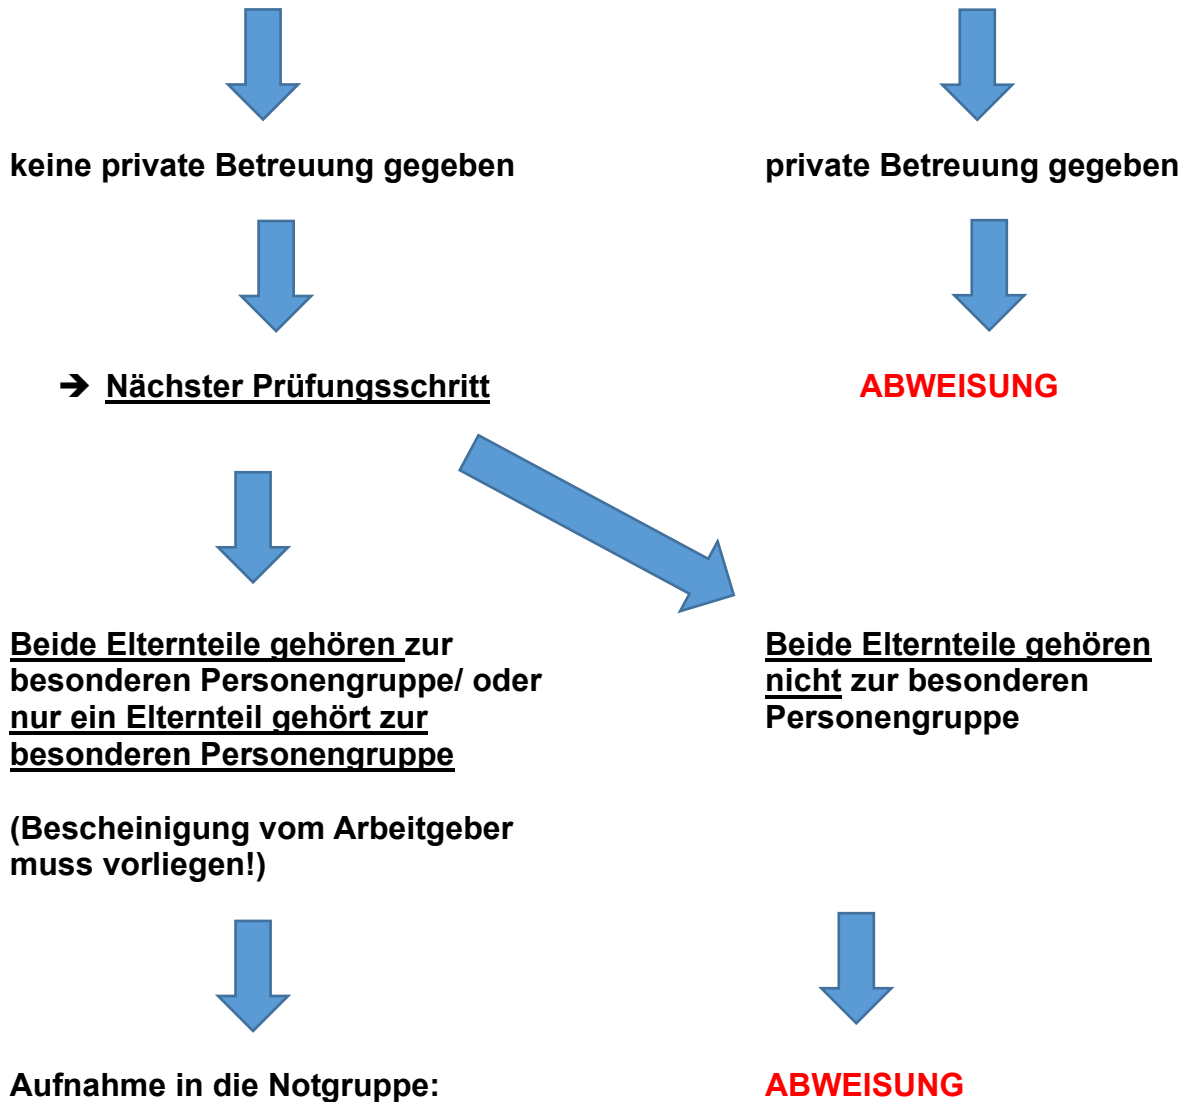 keine private Betreuung gegeben
private Betreuung gegeben
➔ Nächster Prüfungsschritt
ABWEISUNG
Beide Elternteile gehören zur
besonderen Personengruppe/ oder
nur ein Elternteil gehört zur
besonderen Personengruppe
(Bescheinigung vom Arbeitgeber
muss vorliegen!)
Beide Elternteile gehören
nicht zur besonderen
Personengruppe
Aufnahme in die Notgruppe:
ABWEISUNG